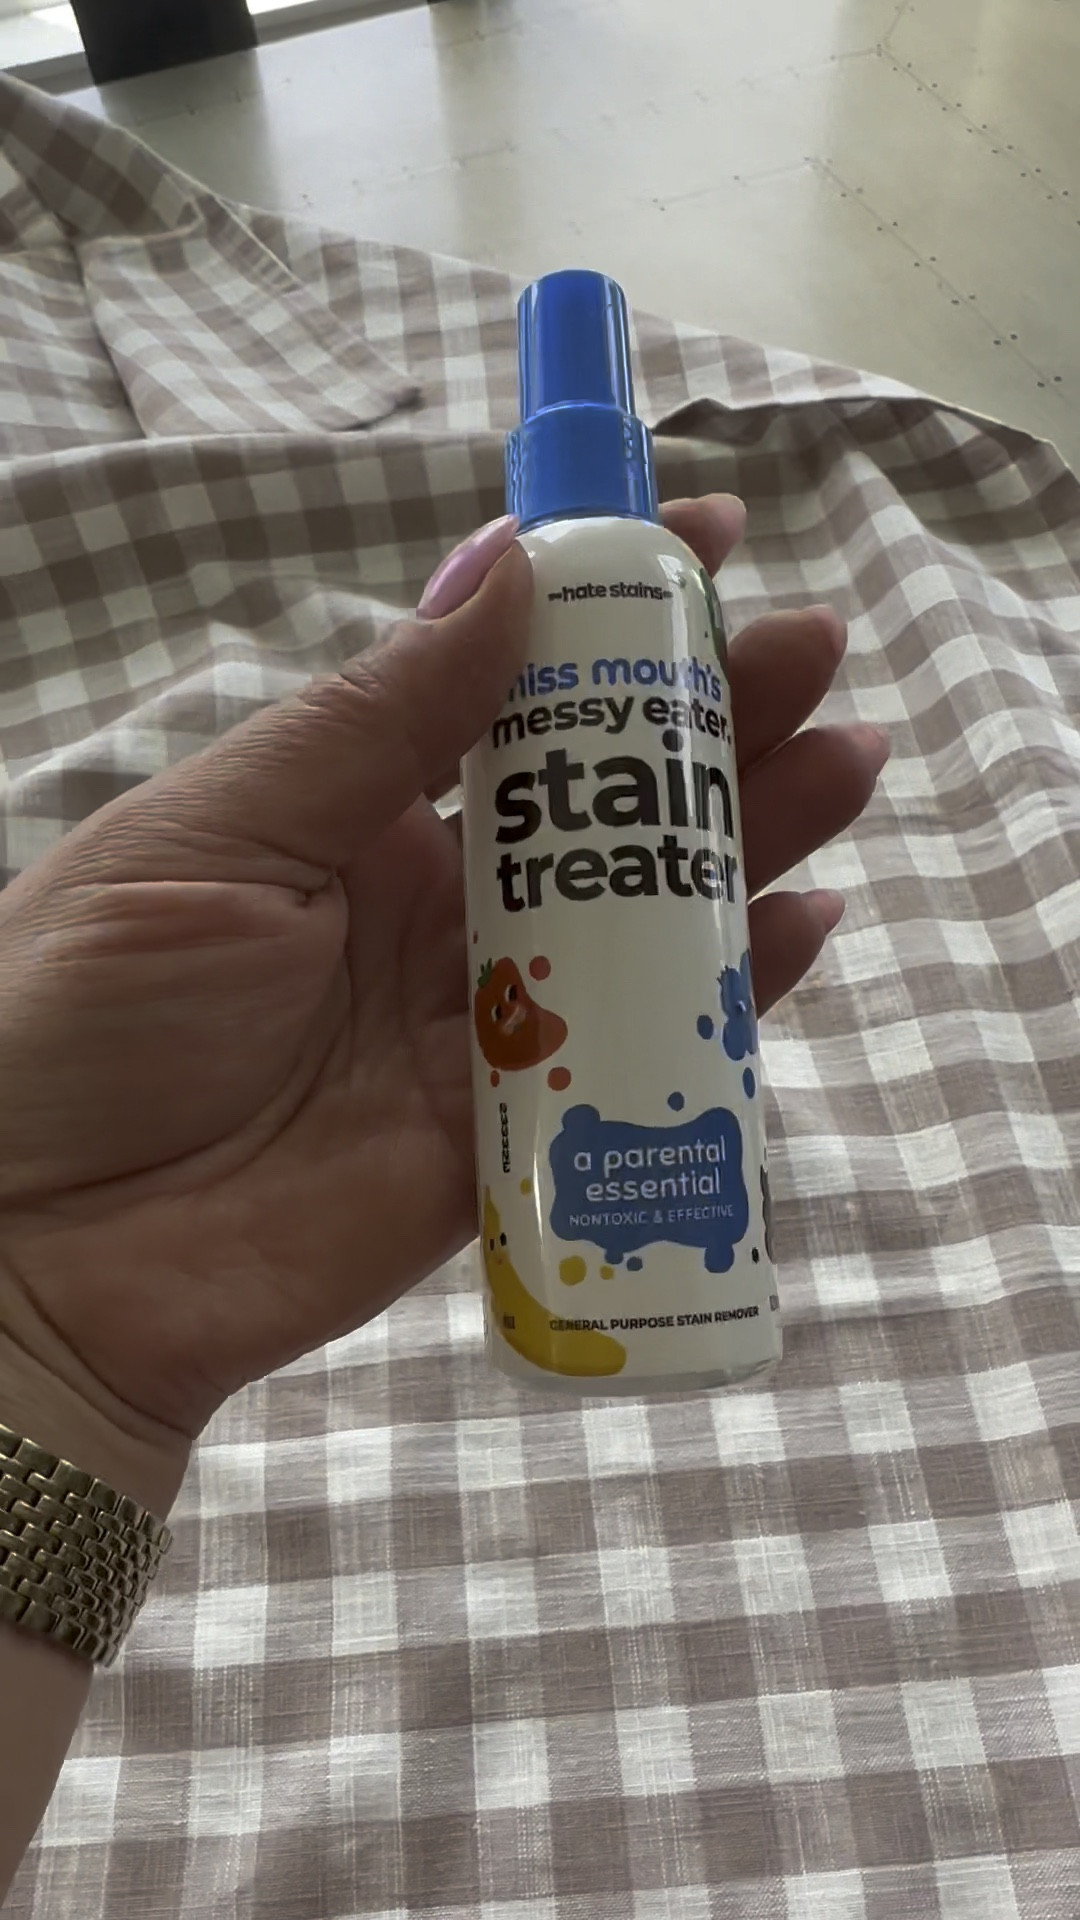 hate stains
miss mouth's
messy eater.
stain
treater
a parental
essential
NONTOXIC & EFFECTIVE
GENERAL PURPOSE STAIN REMOVER